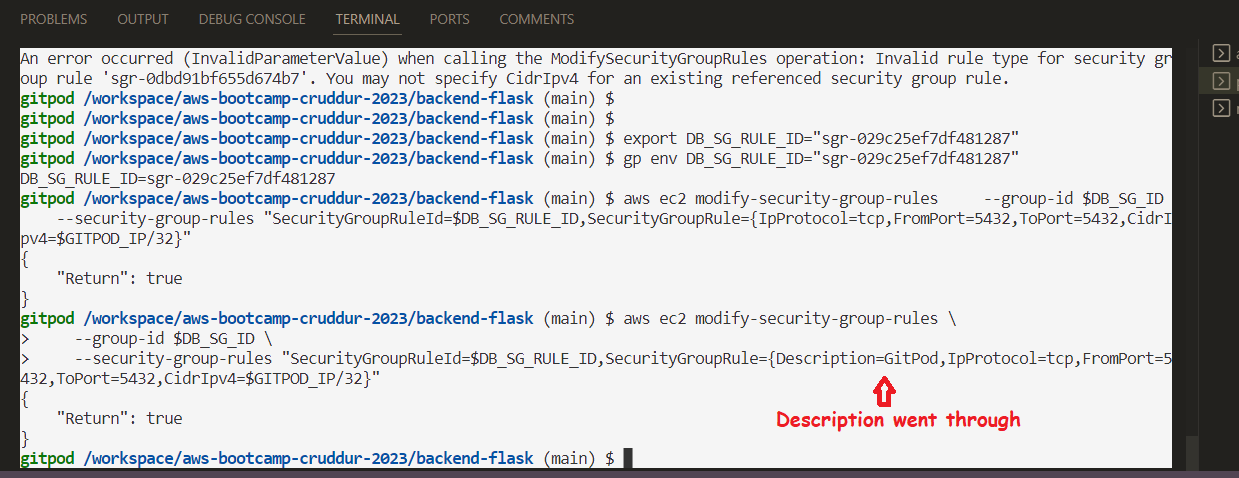 PROBLEMS OUTPUT DEBUG CONSOLE TERMINAL PORTS COMMENTS
An error occurred (InvalidParameterValue) when calling the ModifySecurityGroupRules operation: Invalid rule type for security gr
oup rule 'sgr-0dbd91bf655d674b7'. You may not specify CidrIpv4 for an existing referenced security group rule.
gitpod /workspace/aws-bootcamp-cruddur-2023/backend-flask (main) $
gitpod /workspace/aws-bootcamp-cruddur-2023/backend-flask (main) $
gitpod /workspace/aws-bootcamp-cruddur-2023/backend-flask (main) $ export DB_SG_RULE_ID="sgr-029c25ef7df481287"
gitpod /workspace/aws-bootcamp-cruddur-2023/backend-flask (main) $ gp env DB_SG_RULE_ID="sgr-029c25ef7df481287"
DB_SG_RULE_ID=sgr-029c25ef7df481287
gitpod /workspace/aws-bootcamp-cruddur-2023/backend-flask (main) $ aws ec2 modify-security-group-rules     --group-id $DB_SG_ID
    --security-group-rules "SecurityGroupRuleId=$DB_SG_RULE_ID,SecurityGroupRule={IpProtocol=tcp,FromPort=5432,ToPort=5432,CidrI
pv4=$GITPOD_IP/32}"
{
    "Return": true
}
gitpod /workspace/aws-bootcamp-cruddur-2023/backend-flask (main) $ aws ec2 modify-security-group-rules \
>     --group-id $DB_SG_ID \
>     --security-group-rules "SecurityGroupRuleId=$DB_SG_RULE_ID,SecurityGroupRule={Description=GitPod,IpProtocol=tcp,FromPort=5
432,ToPort=5432,CidrIpv4=$GITPOD_IP/32}"
{
    "Return": true
Description went through
}
gitpod /workspace/aws-bootcamp-cruddur-2023/backend-flask (main) $